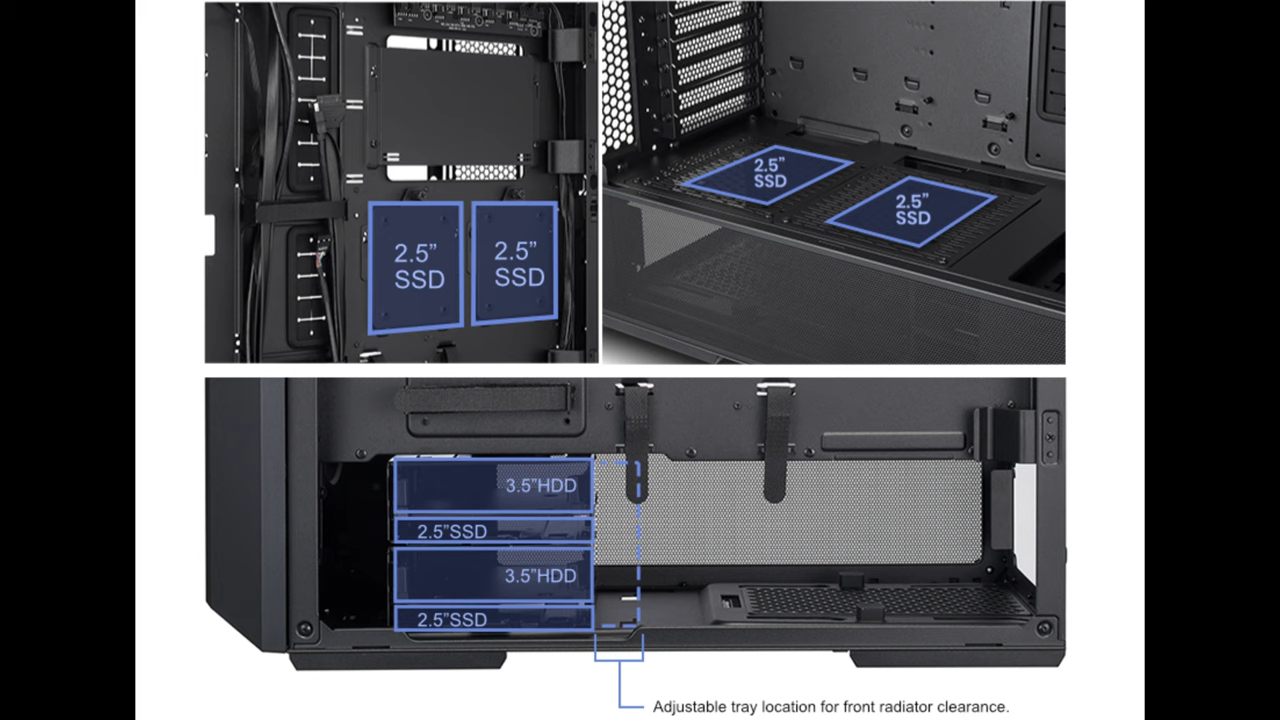 2.5”
SSD
2.5”
SSD
2.5”
SSD
2.5”
SSD
3.5”HDD
2.5”SSD
3.5”HDD
2.5”SSD
Adjustable tray location for front radiator clearance.